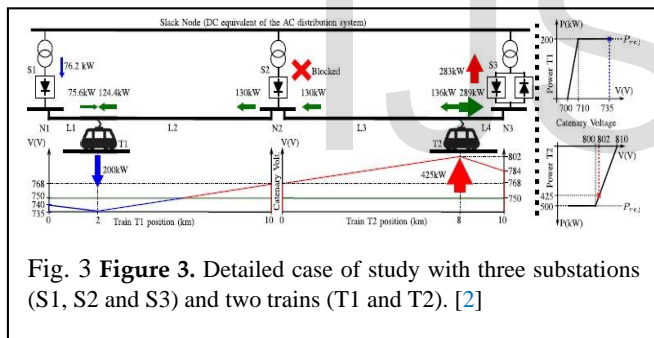 Slack Node (DC equivalent of the AC distribution system)
S1
76.2 kW
S2
Blocked
283kW
S3
75.6kW
124.4kW
130kW
130kW
136kW
289kW
N1
L1
L2
N2
L3
L4
N3
V(V)
T1
V(V)
T2
200kW
425kW
Catenary Volt.
768
750
740
735
802
784
768
750
0
2
10
0
8
10
Train T1 position (km)
Train T2 position (km)
P(kW)
200
Power T1
700
710
735
V(V)
Catenary Voltage
800
802
810
V(V)
Power T2
425
500
P(kW)
Fig. 3 Figure 3. Detailed case of study with three substations
(S1, S2 and S3) and two trains (T1 and T2). [2]